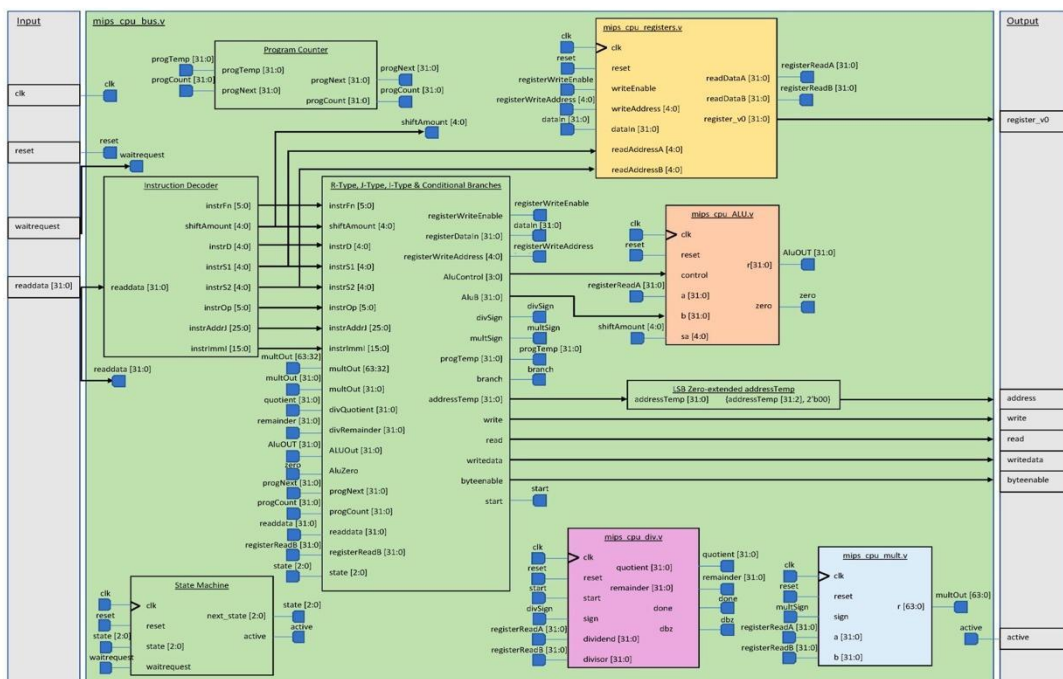 Input
mips_cpu_bus.v
Output
clk
reset
waitrequest
readdata [31:0]
clk
reset
waitrequest
readdata [31:0]
Program Counter
progTemp [31:0]
progCount [31:0]
progTemp [31:0]
progNext [31:0]
progNext [31:0]
progCount [31:0]
progNext [31:0]
progCount [31:0]
shiftAmount [4:0]
mips_cpu_registers.v
clk
reset
registerWriteEnable
registerWriteAddress [4:0]
dataIn [31:0]
clk
reset
writeEnable
writeAddress [4:0]
dataIn [31:0]
readAddressA [4:0]
readAddressB [4:0]
readDataA [31:0]
readDataB [31:0]
register_v0 [31:0]
registerReadA [31:0]
registerReadB [31:0]
register_v0
Instruction Decoder
readdata [31:0]
instrFn [5:0]
shiftAmount [4:0]
instrD [4:0]
instrS1 [4:0]
instrS2 [4:0]
instrOp [5:0]
instrAddrJ [25:0]
instrImmI [15:0]
R-Type, J-Type, I-Type & Conditional Branches
instrFn [5:0]
shiftAmount [4:0]
instrD [4:0]
instrS1 [4:0]
instrS2 [4:0]
instrOp [5:0]
instrAddrJ [25:0]
instrImmI [15:0]
multOut [63:32]
multOut [31:0]
divQuotient [31:0]
divRemainder [31:0]
ALUOut [31:0]
AluZero
progNext [31:0]
progCount [31:0]
readdata [31:0]
registerReadB [31:0]
state [2:0]
multOut [63:32]
multOut [31:0]
quotient [31:0]
remainder [31:0]
AluOUT [31:0]
zero
progNext [31:0]
progCount [31:0]
readdata [31:0]
registerReadB [31:0]
state [2:0]
registerWriteEnable
registerDataIn [31:0]
registerWriteAddress [4:0]
AluControl [3:0]
AluB [31:0]
divSign
multSign
progTemp [31:0]
branch
addressTemp [31:0]
write
read
writedata
byteenable
start
registerWriteEnable
dataIn [31:0]
registerWriteAddress
divSign
multSign
progTemp [31:0]
branch
start
mips_cpu_ALU.v
clk
reset
registerReadA [31:0]
shiftAmount [4:0]
clk
reset
control
a [31:0]
b [31:0]
sa [4:0]
r[31:0]
zero
AluOUT [31:0]
zero
LSB Zero-extended addressTemp
addressTemp [31:0] {addressTemp [31:2], 2'b00}
address
write
read
writedata
byteenable
State Machine
clk
reset
state [2:0]
waitrequest
clk
reset
state [2:0]
waitrequest
next_state [2:0]
active
state [2:0]
active
mips_cpu_div.v
clk
reset
start
divSign
registerReadA [31:0]
registerReadB [31:0]
clk
reset
start
sign
dividend [31:0]
divisor [31:0]
quotient [31:0]
remainder [31:0]
done
dbz
quotient [31:0]
remainder [31:0]
done
dbz
mips_cpu_mult.v
clk
reset
multSign
registerReadA [31:0]
registerReadB [31:0]
clk
reset
sign
a [31:0]
b [31:0]
r [63:0]
multOut [63:0]
active
active